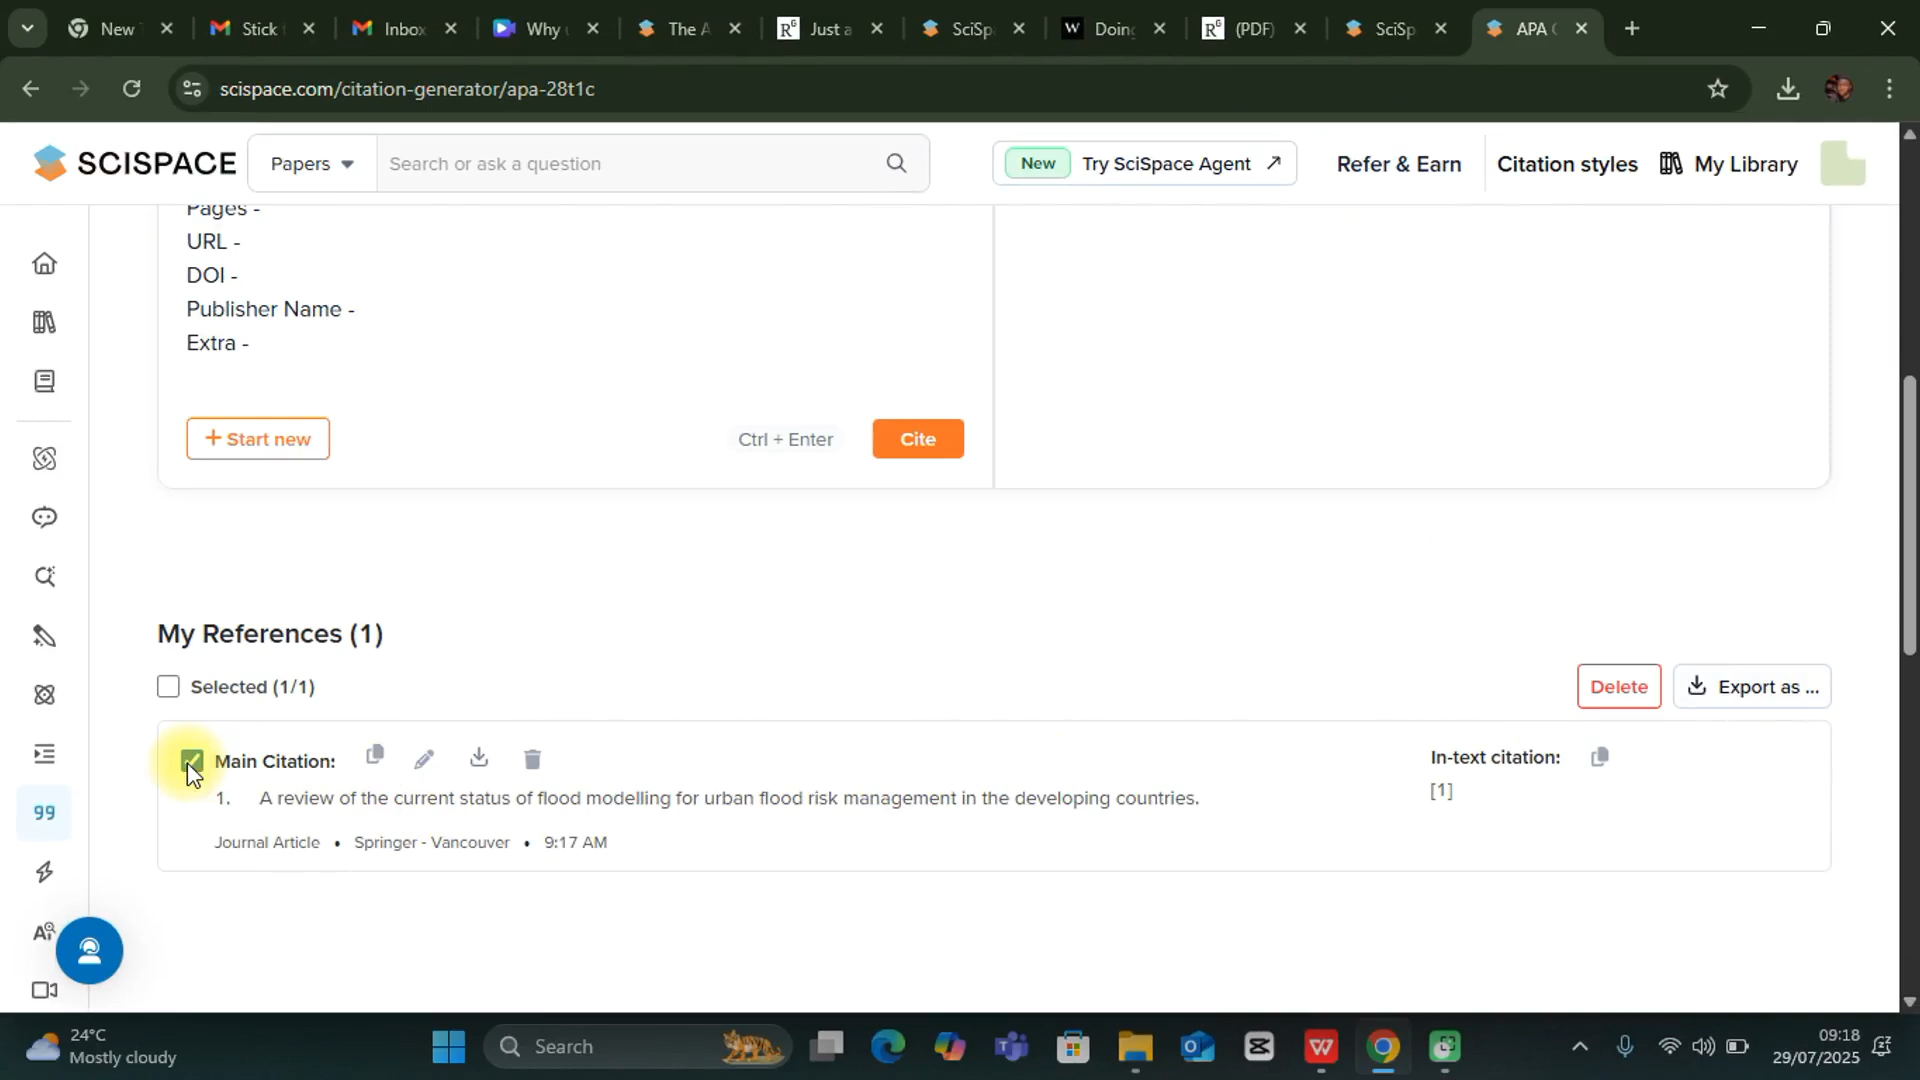 New
Stick
Inbox
Why
The A
Just a
SciSp
Doing
(PDF)
SciSp
APA
scispace.com/citation-generator/apa-28t1c
SCISPACE
Papers
Search or ask a question
New
Try SciSpace Agent
Refer & Earn
Citation styles
My Library
Pages -
URL -
DOI -
Publisher Name -
Extra -
+ Start new
Ctrl + Enter
Cite
My References (1)
Selected (1/1)
Delete
Export as ...
Main Citation:
In-text citation:
1. A review of the current status of flood modelling for urban flood risk management in the developing countries.
[1]
Journal Article • Springer - Vancouver • 9:17 AM
24°C
Mostly cloudy
Search
09:18
29/07/2025